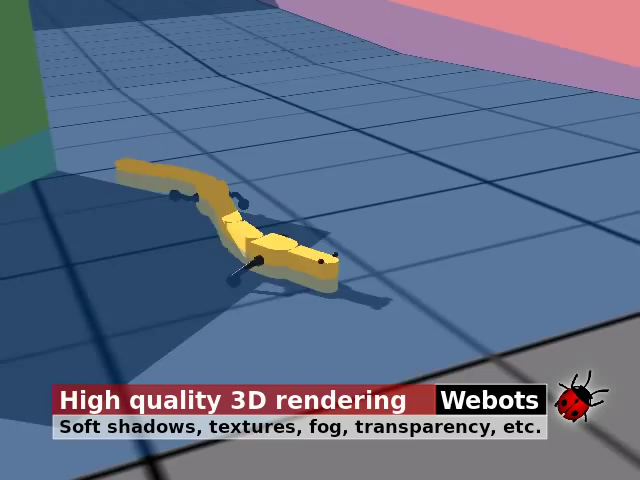 High quality 3D rendering Webots
Soft shadows, textures, fog, transparency, etc.